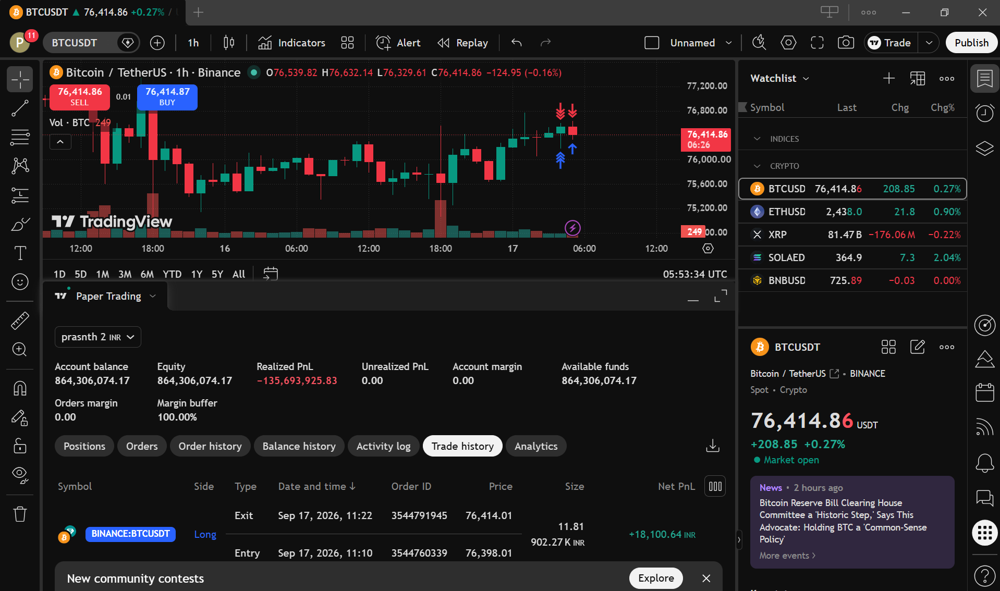 BTCUSDT ▲ 76,414.86 +0.27% /
P
11
BTCUSDT
1h
Indicators
Alert
Replay
Unnamed
Trade
Publish
Bitcoin / TetherUS · 1h · Binance
O76,539.82 H76,632.14 L76,329.61 C76,414.86 −124.95 (−0.16%)
76,414.86
SELL
0.01
76,414.87
BUY
Vol · BTC 249
77,200.00
76,800.00
76,414.86
06:26
76,000.00
75,600.00
75,200.00
249
00.00
TradingView
12:00 18:00 16 06:00 12:00 18:00 17 06:00 12:00
1D 5D 1M 3M 6M YTD 1Y 5Y All
05:53:34 UTC
Paper Trading
prasnth 2 INR
Account balance
864,306,074.17
Equity
864,306,074.17
Realized PnL
−135,693,925.83
Unrealized PnL
0.00
Account margin
0.00
Available funds
864,306,074.17
Orders margin
0.00
Margin buffer
100.00%
Positions
Orders
Order history
Balance history
Activity log
Trade history
Analytics
Symbol Side Type Date and time ↓ Order ID Price Size Net PnL
Exit Sep 17, 2026, 11:22 3544791945 76,414.01
BINANCE:BTCUSDT Long
11.81
902.27 K INR
+18,100.64 INR
Entry Sep 17, 2026, 11:10 3544760339 76,398.01
New community contests
Explore
Watchlist
Symbol Last Chg Chg%
INDICES
CRYPTO
BTCUSD 76,414.86 208.85 0.27%
ETHUSD 2,438.0 21.8 0.90%
XRP 81.47 B −176.06 M −0.22%
SOLAED 364.9 7.3 2.04%
BNBUSD 725.89 −0.03 0.00%
BTCUSDT
Bitcoin / TetherUS • BINANCE
Spot • Crypto
76,414.86 USDT
+208.85 +0.27%
Market open
News • 2 hours ago
Bitcoin Reserve Bill Clearing House
Committee a 'Historic Step,' Says This
Advocate: Holding BTC a 'Common-Sense
Policy'
More events